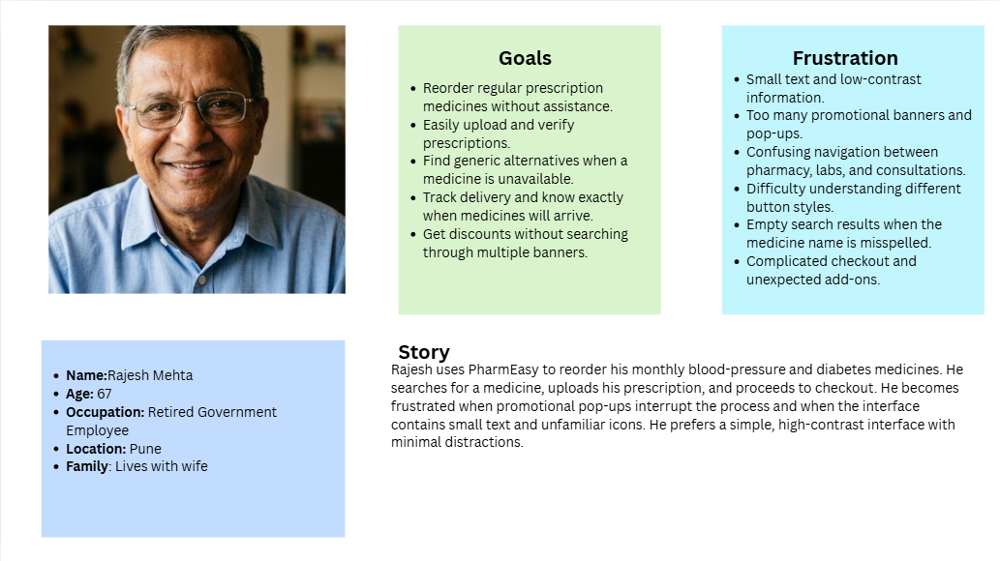 Goals
• Reorder regular prescription
medicines without assistance.
• Easily upload and verify
prescriptions.
• Find generic alternatives when a
medicine is unavailable.
• Track delivery and know exactly
when medicines will arrive.
• Get discounts without searching
through multiple banners.
Frustration
• Small text and low-contrast
information.
• Too many promotional banners and
pop-ups.
• Confusing navigation between
pharmacy, labs, and consultations.
• Difficulty understanding different
button styles.
• Empty search results when the
medicine name is misspelled.
• Complicated checkout and
unexpected add-ons.
• Name:Rajesh Mehta
• Age: 67
• Occupation: Retired Government
Employee
• Location: Pune
• Family: Lives with wife
Story
Rajesh uses PharmEasy to reorder his monthly blood-pressure and diabetes medicines. He
searches for a medicine, uploads his prescription, and proceeds to checkout. He becomes
frustrated when promotional pop-ups interrupt the process and when the interface
contains small text and unfamiliar icons. He prefers a simple, high-contrast interface with
minimal distractions.